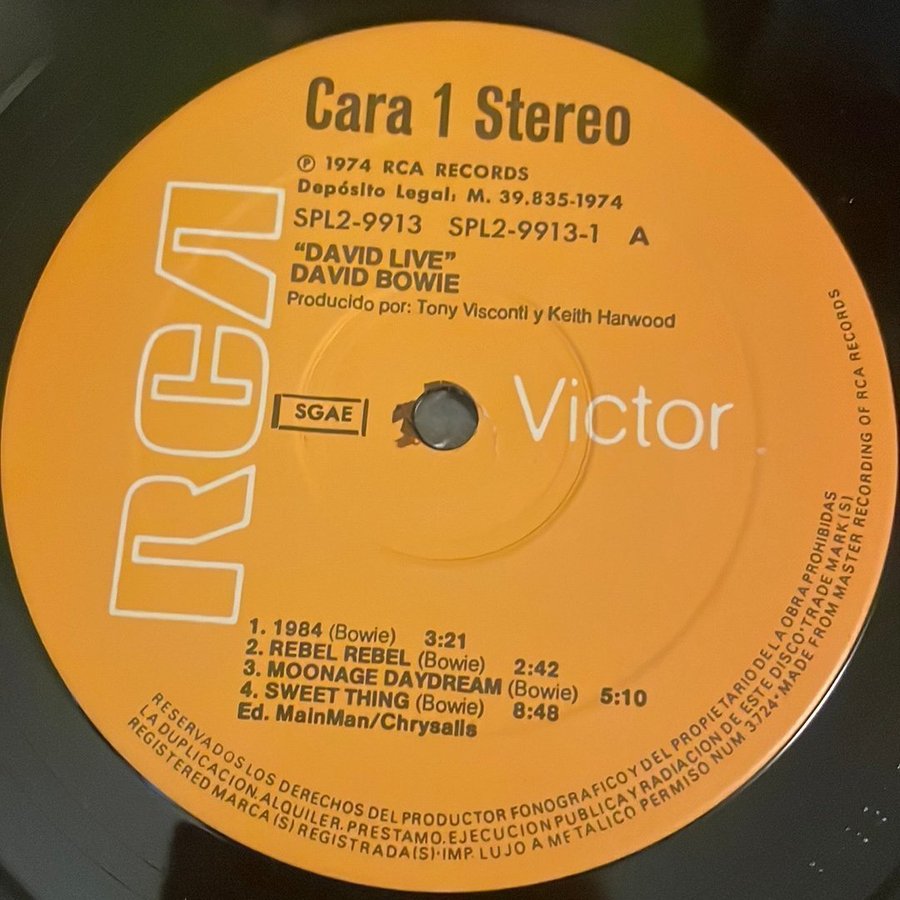 Cara 1 Stereo
℗ 1974 RCA RECORDS
Depósito Legal: M. 39.835-1974
SPL2-9913 SPL2-9913-1 A
"DAVID LIVE"
DAVID BOWIE
Producido por: Tony Visconti y Keith Harwood
RCA
SGAE
Victor
1. 1984 (Bowie) 3:21
2. REBEL REBEL (Bowie) 2:42
3. MOONAGE DAYDREAM (Bowie) 5:10
4. SWEET THING (Bowie) 8:48
Ed. MainMan/Chrysalis
RESERVADOS LOS DERECHOS DEL PRODUCTOR FONOGRAFICO Y DEL PROPIETARIO DE LA OBRA PROHIBIDAS
LA DUPLICACION, ALQUILER, PRESTAMO, EJECUCION PUBLICA Y RADIACION DE ESTE DISCO·TRADE MARK(S)
REGISTERED MARCA(S) REGISTRADA(S)·IMP. LUJO A METALICO PERMISO NUM 3724·MADE FROM MASTER RECORDING OF RCA RECORDS